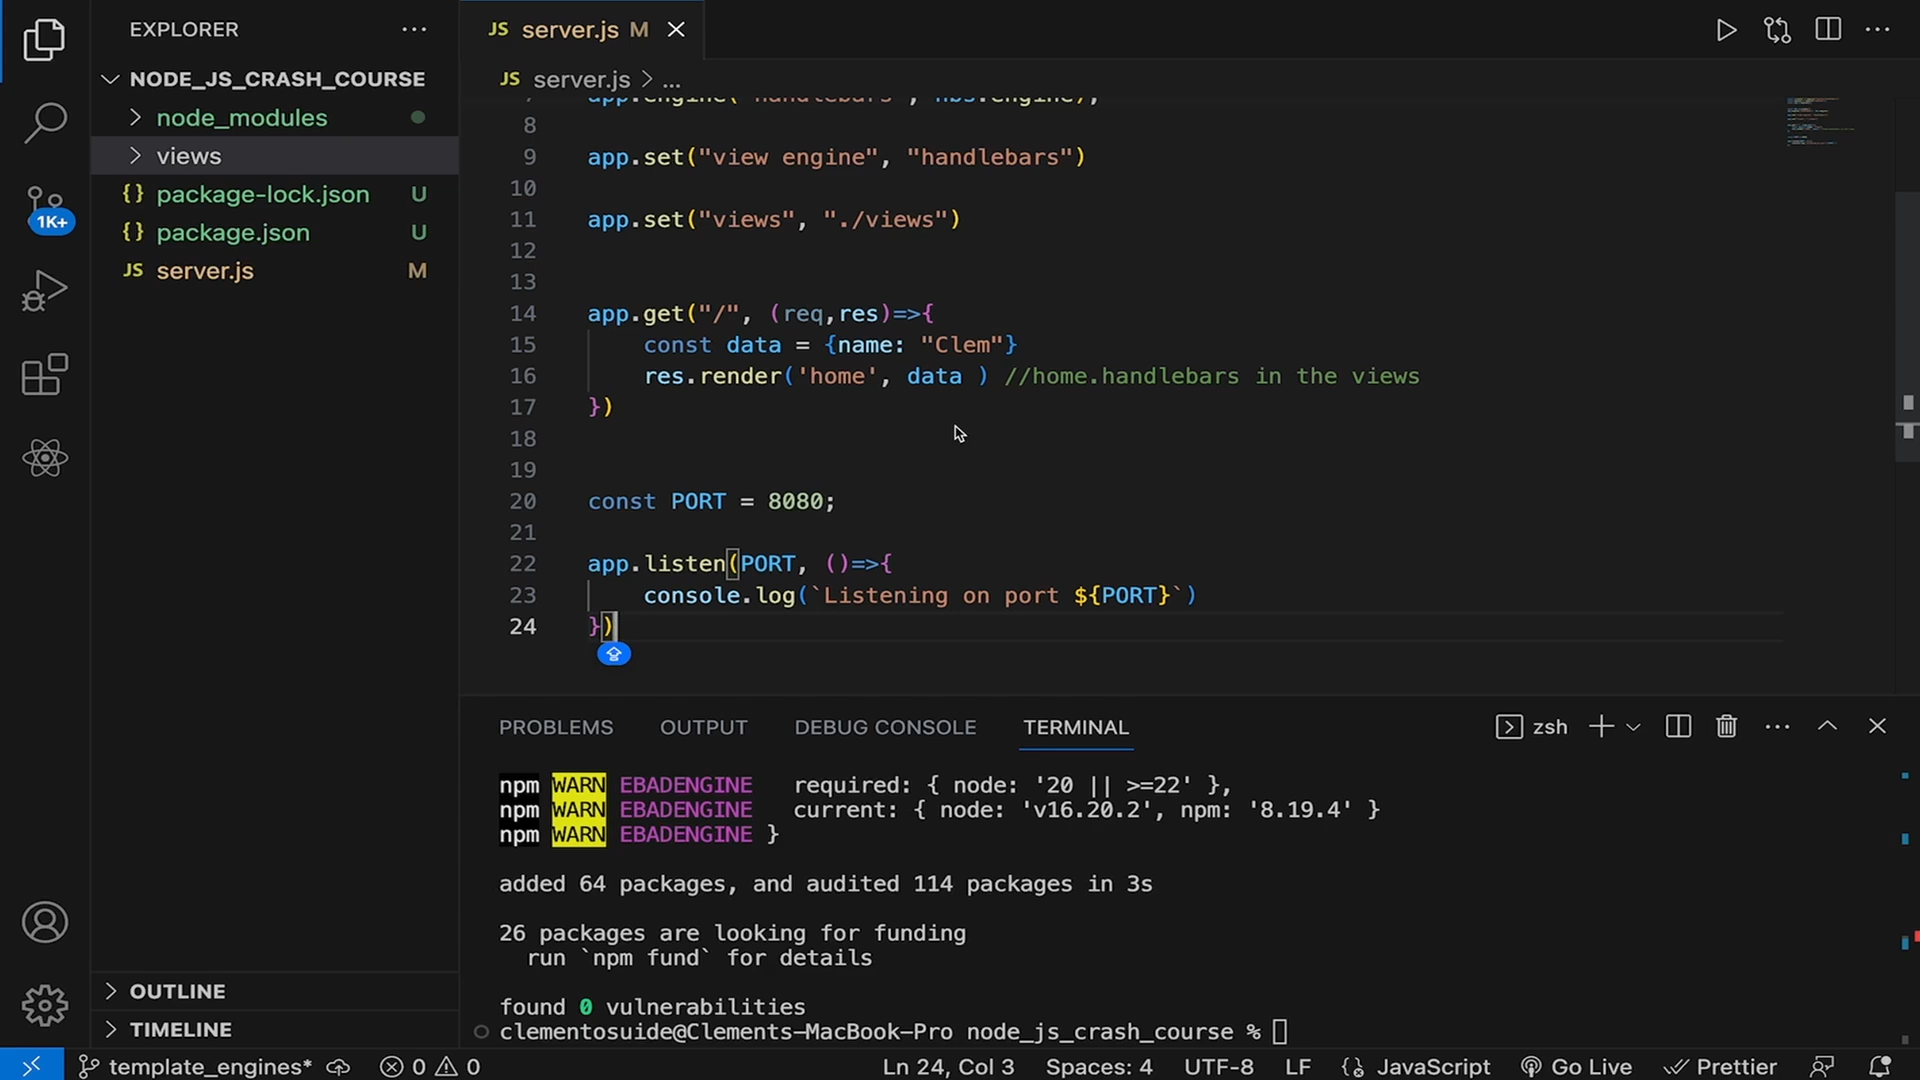 EXPLORER
NODE_JS_CRASH_COURSE
node_modules
views
{} package-lock.json U
{} package.json U
JS server.js M
1K+
OUTLINE
TIMELINE
JS server.js M
JS server.js > ...
7 app.engine("handlebars", hbs.engine);
8
9 app.set("view engine", "handlebars")
10
11 app.set("views", "./views")
12
13
14 app.get("/", (req,res)=>{
15 const data = {name: "Clem"}
16 res.render('home', data ) //home.handlebars in the views
17 })
18
19
20 const PORT = 8080;
21
22 app.listen(PORT, ()=>{
23 console.log(`Listening on port ${PORT}`)
24 })
PROBLEMS OUTPUT DEBUG CONSOLE TERMINAL zsh
npm WARN EBADENGINE required: { node: '20 || >=22' },
npm WARN EBADENGINE current: { node: 'v16.20.2', npm: '8.19.4' }
npm WARN EBADENGINE }
added 64 packages, and audited 114 packages in 3s
26 packages are looking for funding
run `npm fund` for details
found 0 vulnerabilities
clementosuide@Clements-MacBook-Pro node_js_crash_course %
template_engines* 0 0 Ln 24, Col 3 Spaces: 4 UTF-8 LF {} JavaScript Go Live Prettier